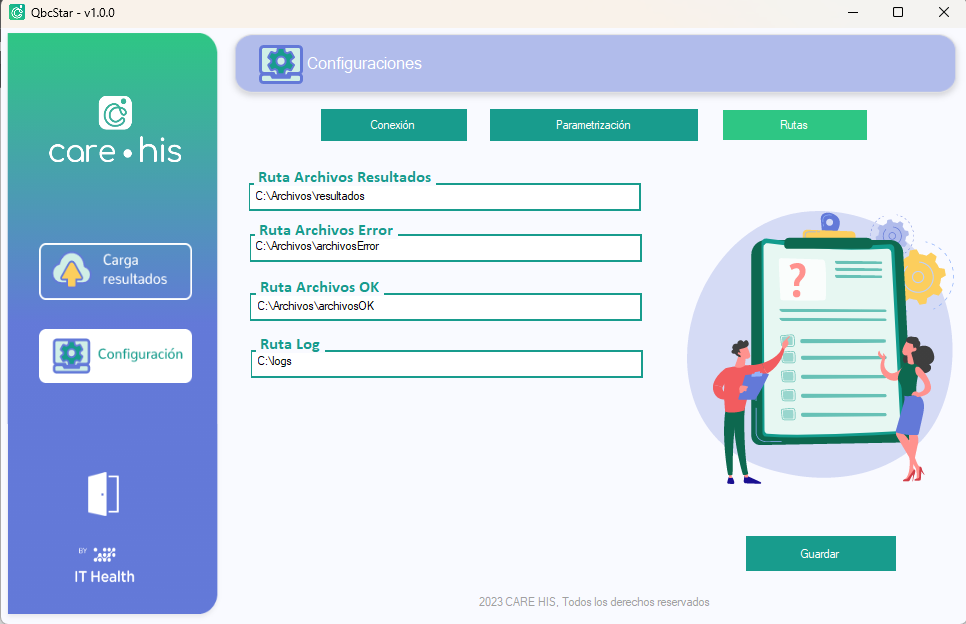 QbcStar - v1.0.0
care•his
Carga
resultados
Configuración
BY
IT Health
Configuraciones
Conexión
Parametrización
Rutas
Ruta Archivos Resultados
C:\Archivos\resultados
Ruta Archivos Error
C:\Archivos\archivosError
Ruta Archivos OK
C:\Archivos\archivosOK
Ruta Log
C:\logs
?
Guardar
2023 CARE HIS, Todos los derechos reservados